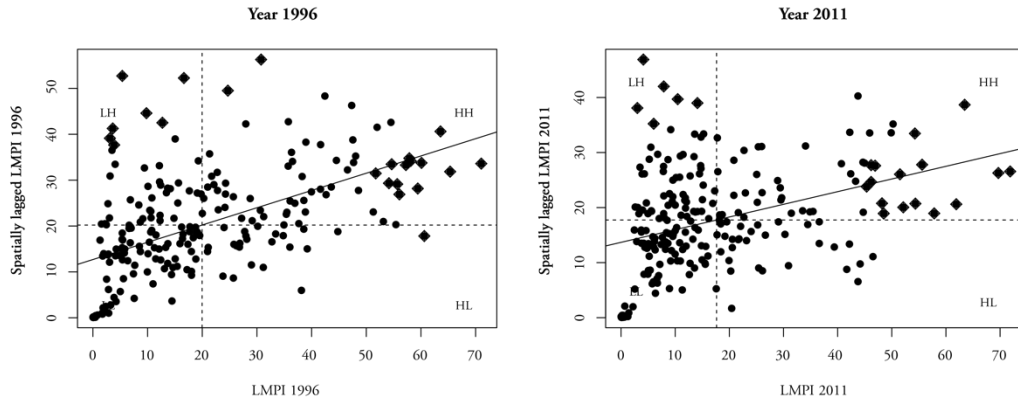 Year 1996
Spatially lagged LMPI 1996
50
40
30
20
10
0
LH
HH
HL
0 10 20 30 40 50 60 70
LMPI 1996
Year 2011
Spatially lagged LMPI 2011
40
30
20
10
0
LH
HH
LL
HL
0 10 20 30 40 50 60 70
LMPI 2011